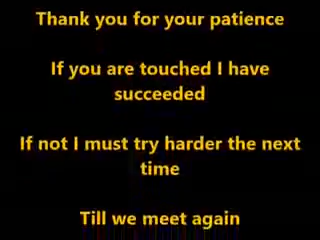 Thank you for your patience
If you are touched I have
succeeded
If not I must try harder the next
time
Till we meet again